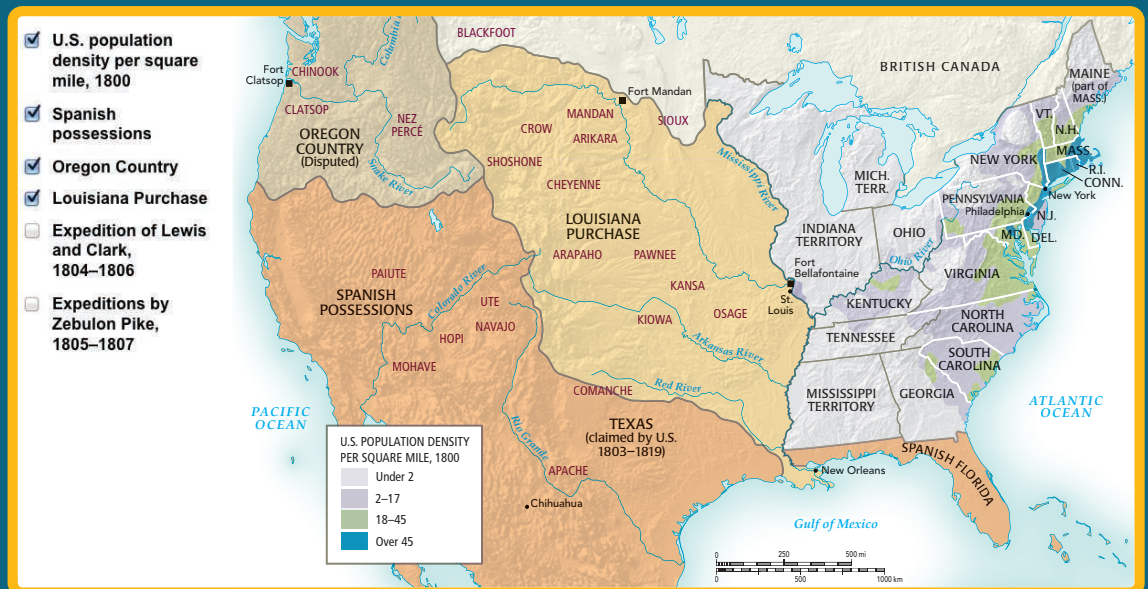 U.S. population
density per square
mile, 1800
Spanish
possessions
Oregon Country
Louisiana Purchase
Expedition of Lewis
and Clark,
1804–1806
Expeditions by
Zebulon Pike,
1805–1807
BLACKFOOT
Columbia R
BRITISH CANADA
Fort
Clatsop
CHINOOK
CLATSOP
NEZ
PERCÉ
OREGON
COUNTRY
(Disputed)
Snake River
Fort Mandan
MANDAN
SIOUX
CROW
ARIKARA
SHOSHONE
CHEYENNE
LOUISIANA
PURCHASE
ARAPAHO
PAWNEE
KANSA
OSAGE
KIOWA
Mississippi River
Arkansas River
Red River
MAINE
(part of
MASS.)
VT.
N.H.
MASS.
R.I.
CONN.
NEW YORK
New York
PENNSYLVANIA
Philadelphia
N.J.
MD.
DEL.
MICH.
TERR.
INDIANA
TERRITORY
OHIO
Ohio River
Fort
Bellafontaine
St.
Louis
VIRGINIA
KENTUCKY
NORTH
CAROLINA
TENNESSEE
SOUTH
CAROLINA
MISSISSIPPI
TERRITORY
GEORGIA
PAIUTE
SPANISH
POSSESSIONS
Colorado River
UTE
NAVAJO
HOPI
MOHAVE
COMANCHE
TEXAS
(claimed by U.S.
1803–1819)
Rio Grande
APACHE
Chihuahua
New Orleans
SPANISH FLORIDA
PACIFIC
OCEAN
ATLANTIC
OCEAN
Gulf of Mexico
U.S. POPULATION DENSITY
PER SQUARE MILE, 1800
Under 2
2–17
18–45
Over 45
0 250 500 mi
0 500 1000 km